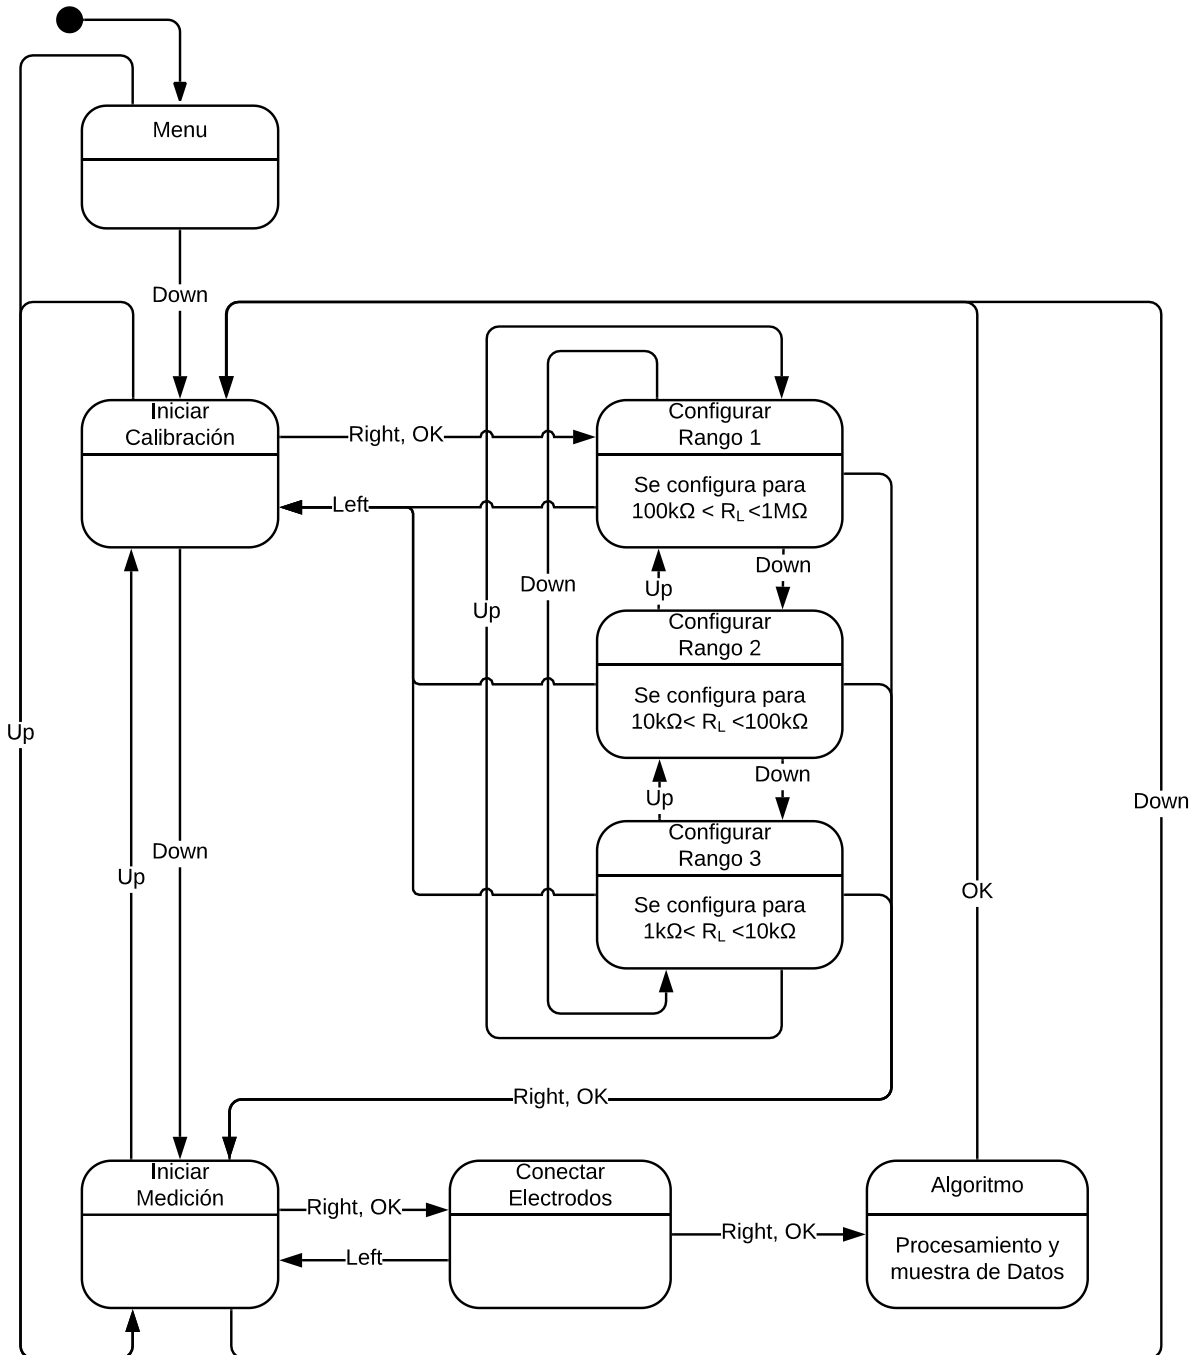 Menu
Down
Iniciar
Calibración
Right, OK
Left
Configurar
Rango 1
Se configura para
100kΩ < RL <1MΩ
Down
Up
Up
Down
Configurar
Rango 2
Se configura para
10kΩ< RL <100kΩ
Down
Up
Configurar
Rango 3
Se configura para
1kΩ< RL <10kΩ
Up
Up
Down
OK
Down
Right, OK
Iniciar
Medición
Right, OK
Left
Conectar
Electrodos
Right, OK
Algoritmo
Procesamiento y
muestra de Datos